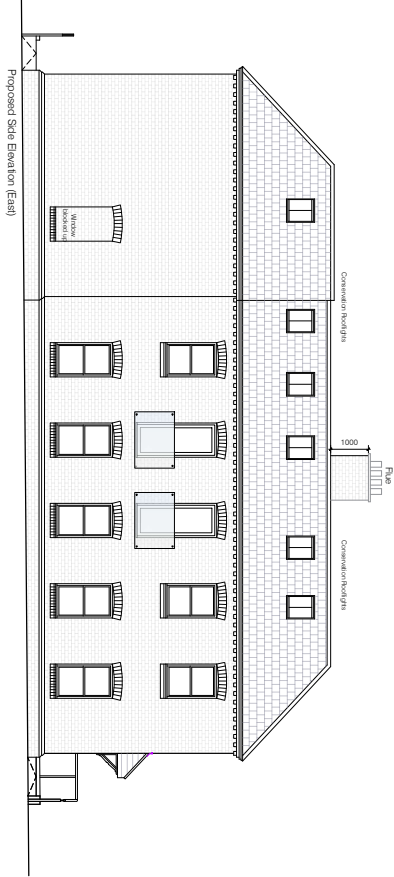 Flue
1000
Conservation Rooflights
Conservation Rooflights
Window
blocked up
Proposed Side Elevation (East)